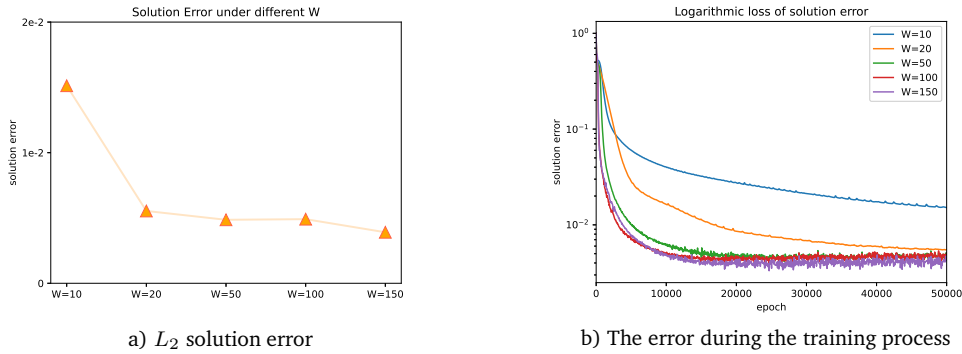 Solution Error under different W
2e-2
1e-2
0
solution error
W=10
W=20
W=50
W=100
W=150
a) L₂ solution error
Logarithmic loss of solution error
10⁰
10⁻¹
10⁻²
solution error
W=10
W=20
W=50
W=100
W=150
0
10000
20000
30000
40000
50000
epoch
b) The error during the training process